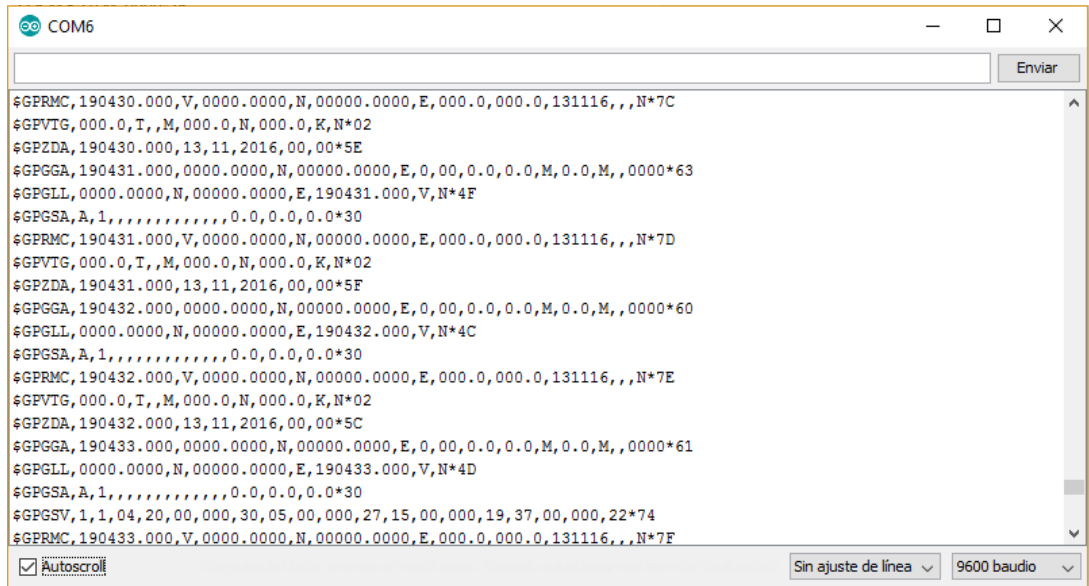 COM6
Enviar
$GPRMC,190430.000,V,0000.0000,N,00000.0000,E,000.0,000.0,131116,,,N*7C
$GPVTG,000.0,T,,M,000.0,N,000.0,K,N*02
$GPZDA,190430.000,13,11,2016,00,00*5E
$GPGGA,190431.000,0000.0000,N,00000.0000,E,0,00,0.0,0.0,M,0.0,M,,0000*63
$GPGLL,0000.0000,N,00000.0000,E,190431.000,V,N*4F
$GPGSA,A,1,,,,,,,,,,,,,0.0,0.0,0.0*30
$GPRMC,190431.000,V,0000.0000,N,00000.0000,E,000.0,000.0,131116,,,N*7D
$GPVTG,000.0,T,,M,000.0,N,000.0,K,N*02
$GPZDA,190431.000,13,11,2016,00,00*5F
$GPGGA,190432.000,0000.0000,N,00000.0000,E,0,00,0.0,0.0,M,0.0,M,,0000*60
$GPGLL,0000.0000,N,00000.0000,E,190432.000,V,N*4C
$GPGSA,A,1,,,,,,,,,,,,,0.0,0.0,0.0*30
$GPRMC,190432.000,V,0000.0000,N,00000.0000,E,000.0,000.0,131116,,,N*7E
$GPVTG,000.0,T,,M,000.0,N,000.0,K,N*02
$GPZDA,190432.000,13,11,2016,00,00*5C
$GPGGA,190433.000,0000.0000,N,00000.0000,E,0,00,0.0,0.0,M,0.0,M,,0000*61
$GPGLL,0000.0000,N,00000.0000,E,190433.000,V,N*4D
$GPGSA,A,1,,,,,,,,,,,,,0.0,0.0,0.0*30
$GPGSV,1,1,04,20,00,000,30,05,00,000,27,15,00,000,19,37,00,000,22*74
$GPRMC,190433.000,V,0000.0000,N,00000.0000,E,000.0,000.0,131116,,,N*7F
Autoscroll
Sin ajuste de línea
9600 baudio